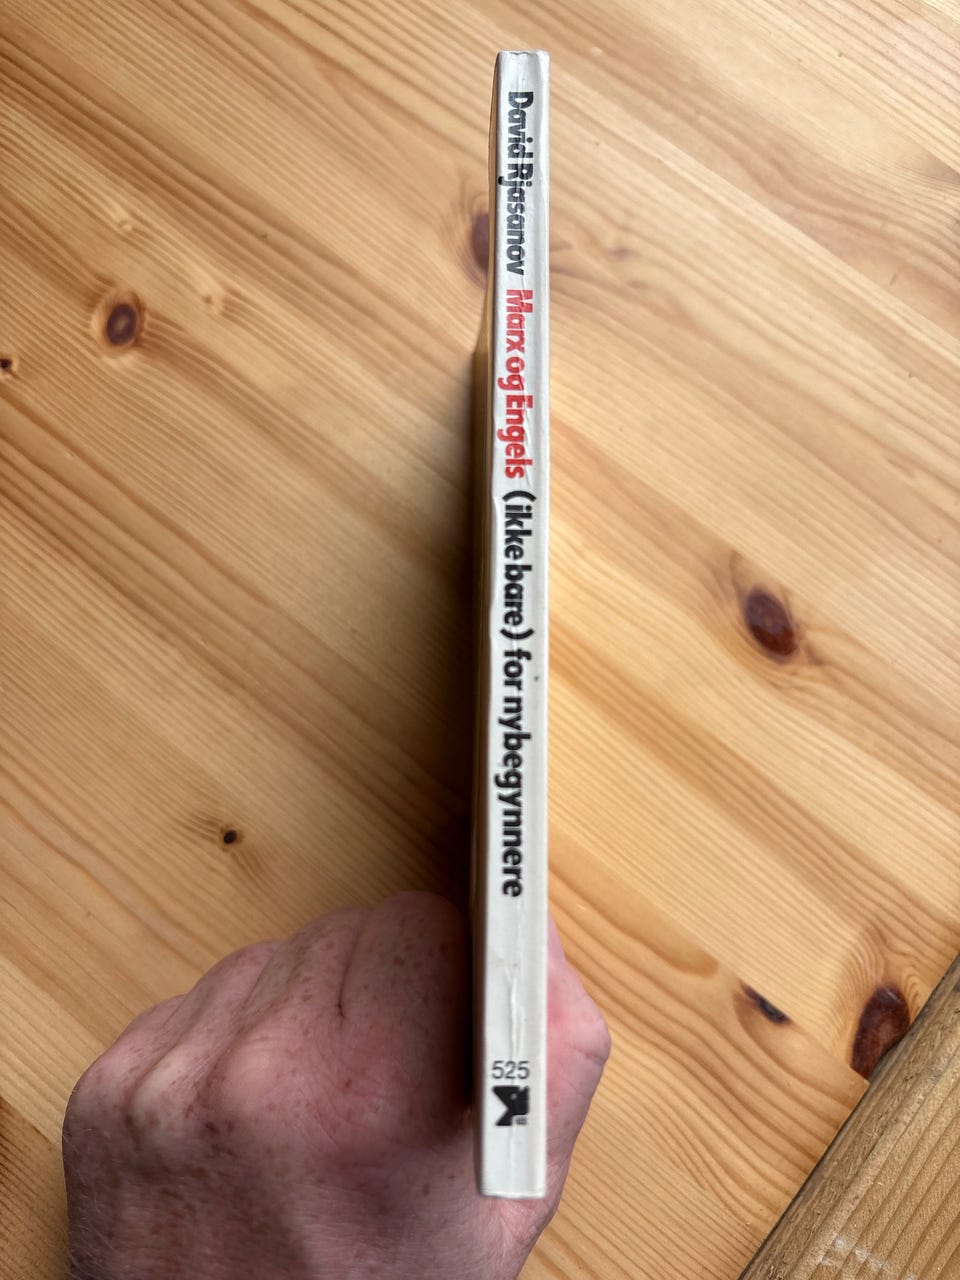 David Rjasanov Marx og Engels (ikke bare) for nybegynnere
525